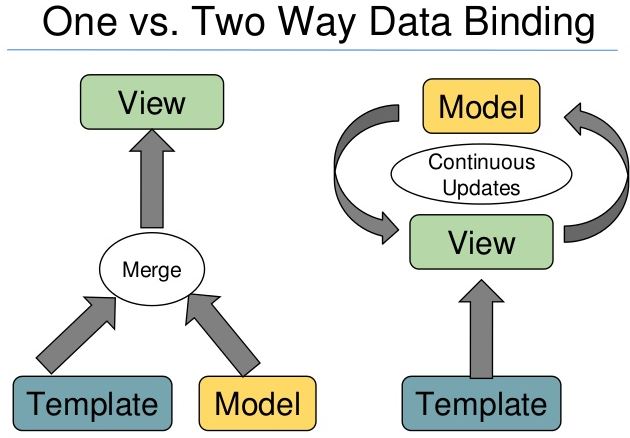 One vs. Two Way Data Binding
View
Merge
Template
Model
Model
Continuous
Updates
View
Template